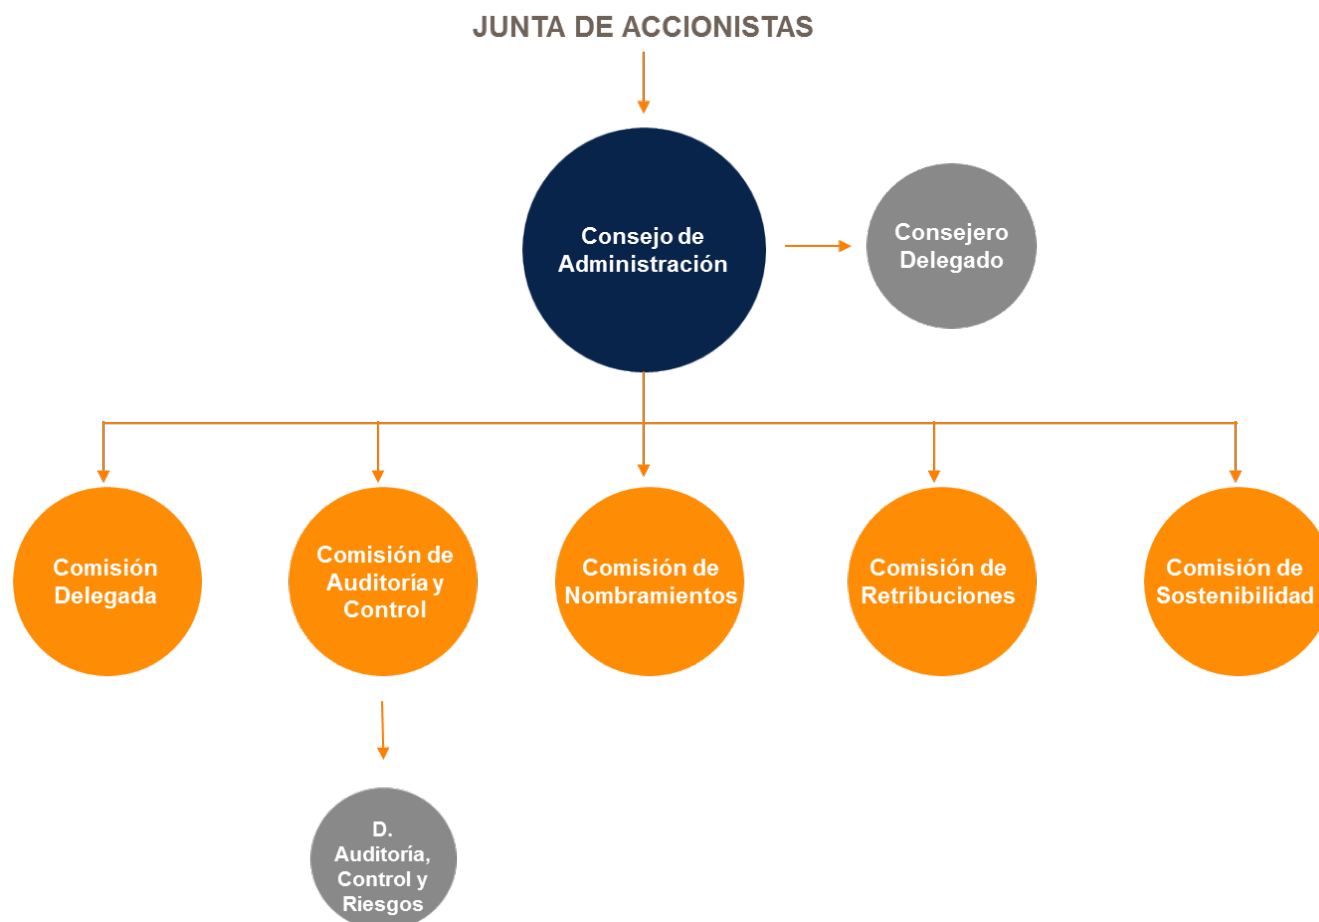 JUNTA DE ACCIONISTAS
Consejo de
Administración
Consejero
Delegado
Comisión
Delegada
Comisión de
Auditoría y
Control
Comisión de
Nombramientos
Comisión de
Retribuciones
Comisión de
Sostenibilidad
D.
Auditoría,
Control y
Riesgos